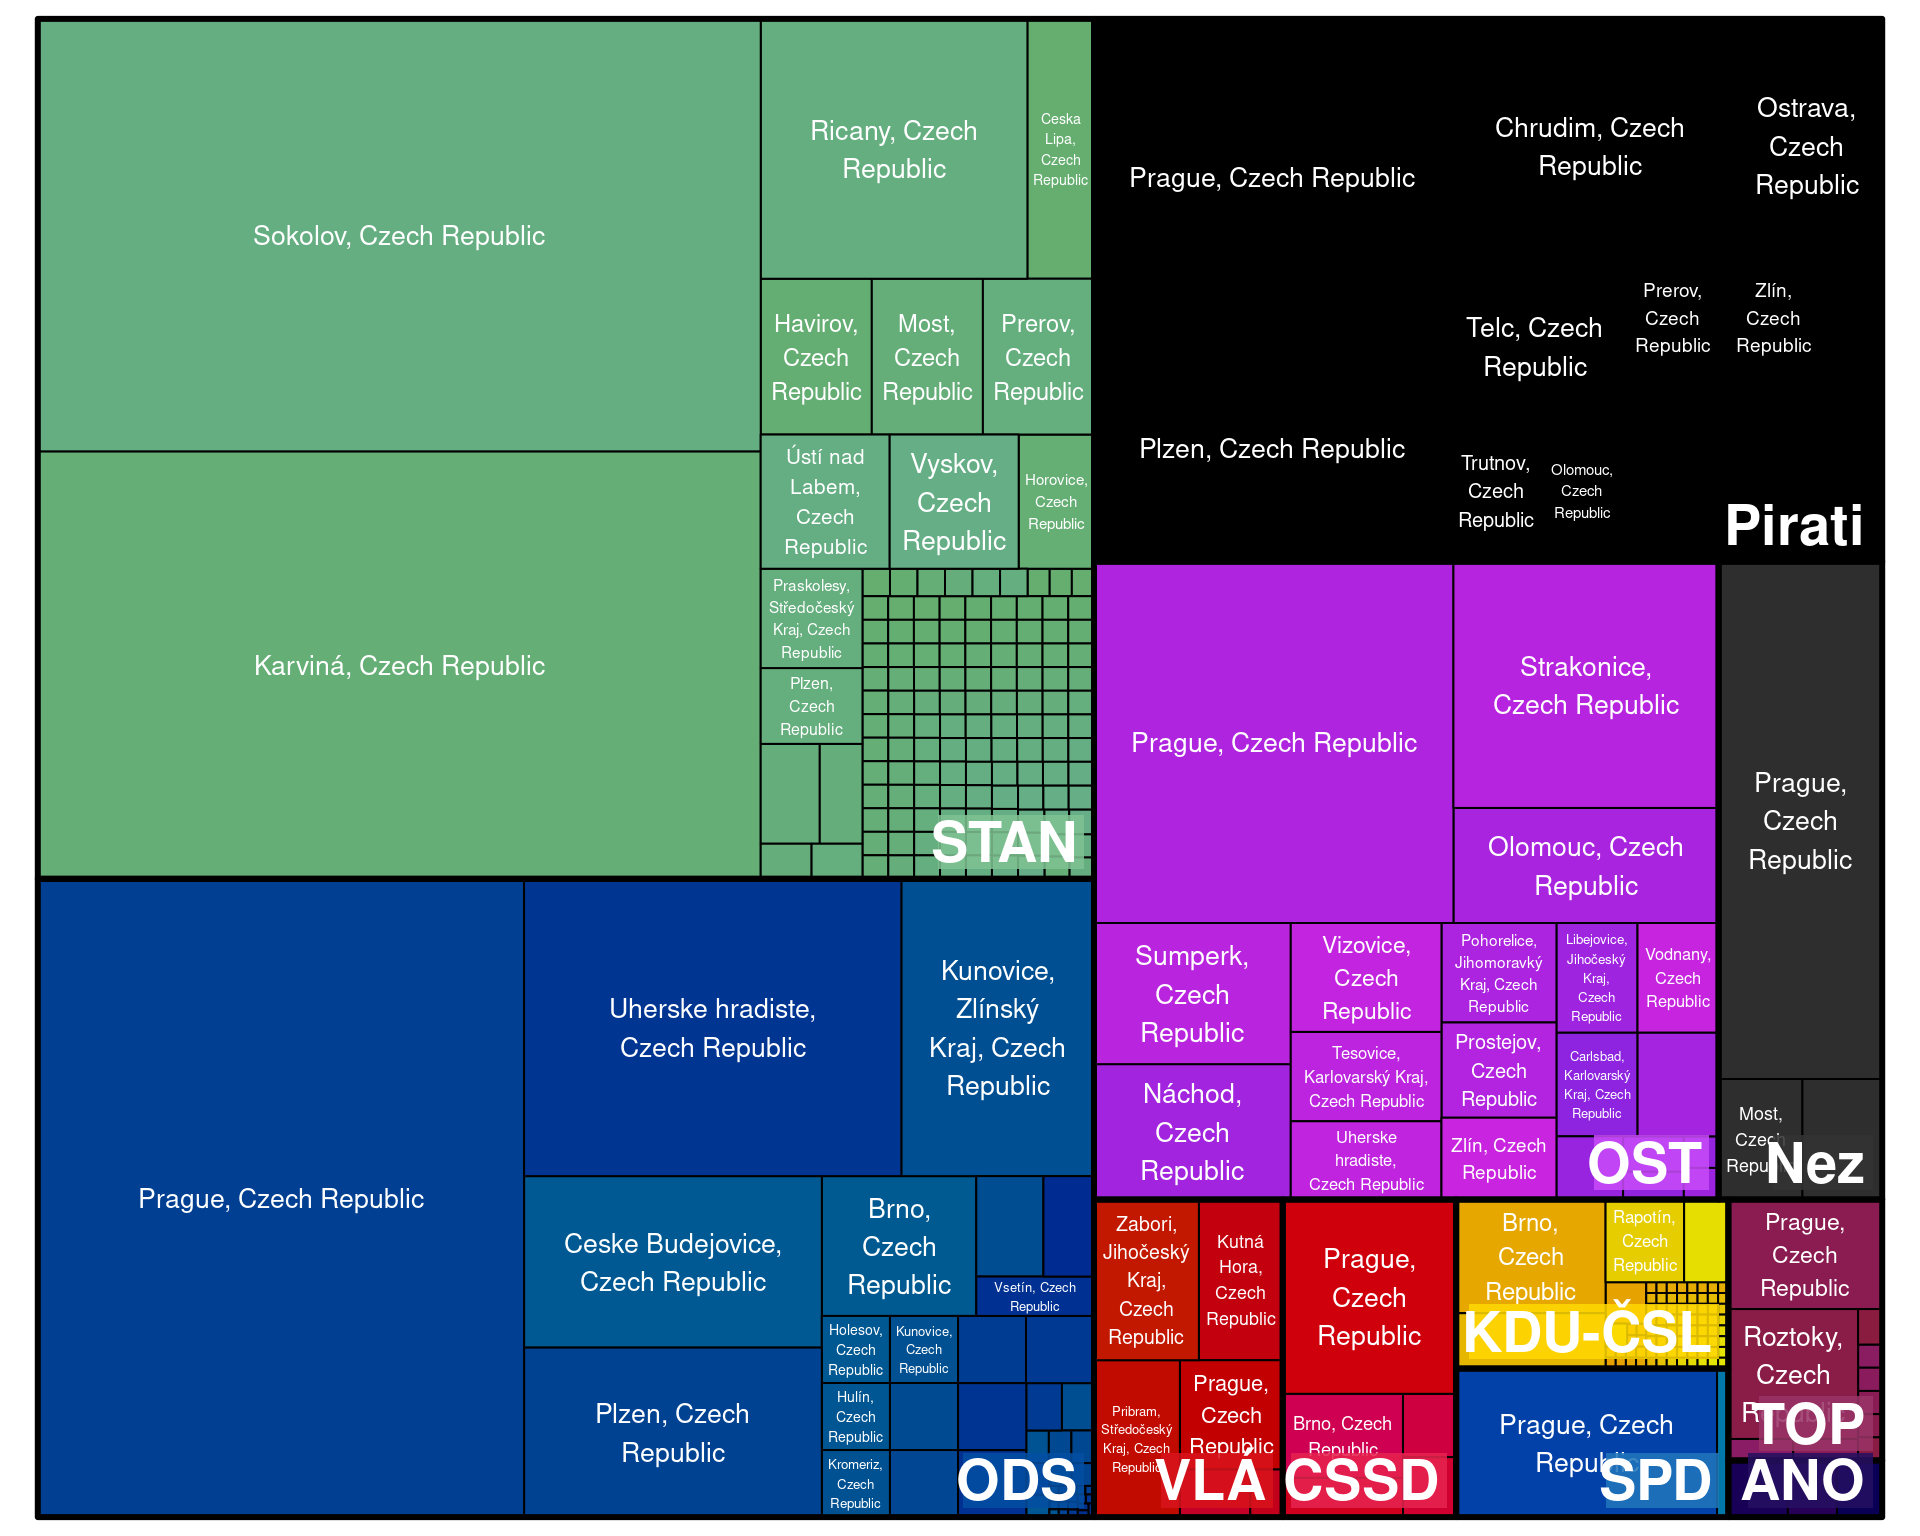 Sokolov, Czech Republic
Karviná, Czech Republic
Ricany, Czech
Republic
Ceska
Lipa,
Czech
Republic
Havirov,
Czech
Republic
Most,
Czech
Republic
Prerov,
Czech
Republic
Ústí nad
Labem,
Czech
Republic
Vyskov,
Czech
Republic
Horovice,
Czech
Republic
Praskolesy,
Středočeský
Kraj, Czech
Republic
Plzen,
Czech
Republic
STAN
Prague, Czech Republic
Plzen, Czech Republic
Chrudim, Czech
Republic
Ostrava,
Czech
Republic
Telc, Czech
Republic
Prerov,
Czech
Republic
Zlín,
Czech
Republic
Trutnov,
Czech
Republic
Olomouc,
Czech
Republic
Pirati
Prague, Czech Republic
Uherske hradiste,
Czech Republic
Kunovice,
Zlínský
Kraj, Czech
Republic
Ceske Budejovice,
Czech Republic
Plzen, Czech
Republic
Brno,
Czech
Republic
Vsetín, Czech
Republic
Holesov,
Czech
Republic
Kunovice,
Czech
Republic
Hulín,
Czech
Republic
Kromeriz,
Czech
Republic
ODS
Prague, Czech Republic
Strakonice,
Czech Republic
Olomouc, Czech
Republic
Sumperk,
Czech
Republic
Náchod,
Czech
Republic
Vizovice,
Czech
Republic
Tesovice,
Karlovarský Kraj,
Czech Republic
Uherske
hradiste,
Czech Republic
Pohorelice,
Jihomoravký
Kraj, Czech
Republic
Prostejov,
Czech
Republic
Zlín, Czech
Republic
Libejovice,
Jihočeský
Kraj,
Czech
Republic
Vodnany,
Czech
Republic
Carlsbad,
Karlovarský
Kraj, Czech
Republic
OST
Prague,
Czech
Republic
Most,
Czech
Republic
Nez
Zabori,
Jihočeský
Kraj,
Czech
Republic
Kutná
Hora,
Czech
Republic
Pribram,
Středočeský
Kraj, Czech
Republic
Prague,
Czech
Republic
VLÁ
Prague,
Czech
Republic
Brno, Czech
Republic
CSSD
Brno,
Czech
Republic
Rapotín,
Czech
Republic
KDU-ČSL
Prague, Czech
Republic
SPD
Prague,
Czech
Republic
Roztoky,
Czech
Republic
TOP
ANO